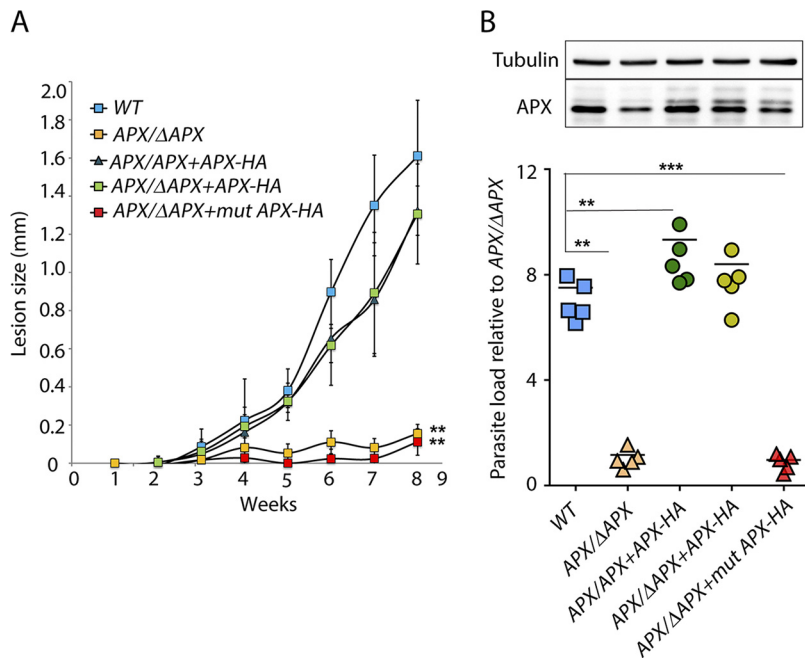 A
2.0
1.8
1.6
1.4
1.2
1.0
0.8
0.6
0.4
0.2
0
Lesion size (mm)
WT
APX/ΔAPX
APX/APX+APX-HA
APX/ΔAPX+APX-HA
APX/ΔAPX+mut APX-HA
**
**
0 1 2 3 4 5 6 7 8 9
Weeks
B
Tubulin
APX
12
8
4
0
Parasite load relative to APX/ΔAPX
***
**
**
WT
APX/ΔAPX
APX/APX+APX-HA
APX/ΔAPX+APX-HA
APX/ΔAPX+mut APX-HA